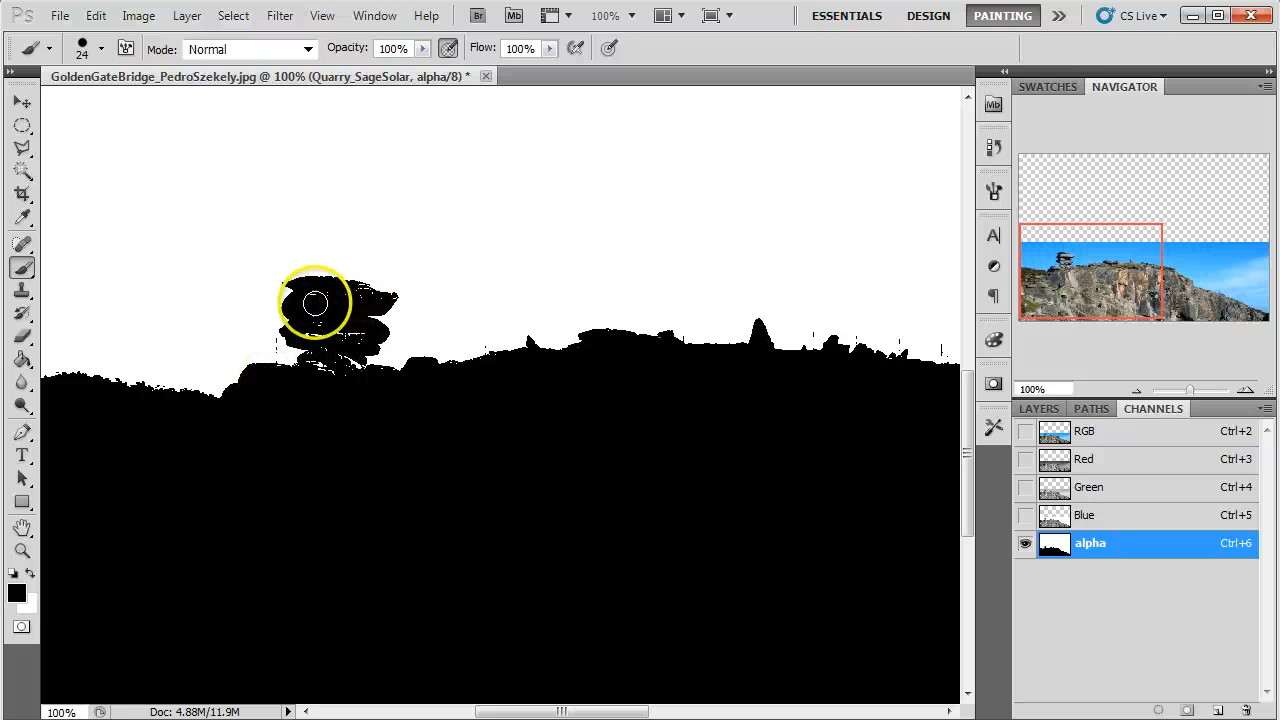 Ps File Edit Image Layer Select Filter View Window Help Br Mb 100% ESSENTIALS DESIGN PAINTING CS Live
24 Mode: Normal Opacity: 100% Flow: 100%
GoldenGateBridge_PedroSzekely.jpg @ 100% (Quarry_SageSolar, alpha/8) *
SWATCHES NAVIGATOR
Mb
A
T
100%
LAYERS PATHS CHANNELS
RGB Ctrl+2
Red Ctrl+3
Green Ctrl+4
Blue Ctrl+5
alpha Ctrl+6
100% Doc: 4.88M/11.9M